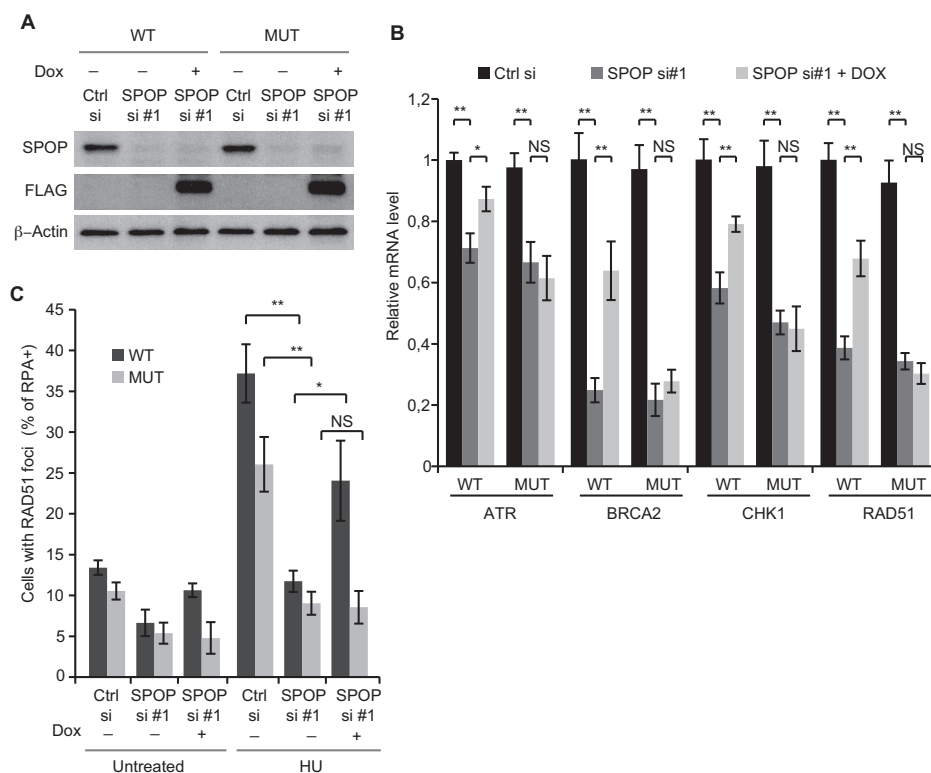 A
WT MUT
Dox – – + – – +
Ctrl si SPOP si #1 SPOP si #1 Ctrl si SPOP si #1 SPOP si #1
SPOP
FLAG
β–Actin
B
Ctrl si SPOP si#1 SPOP si#1 + DOX
Relative mRNA level
1,2
1
0,8
0,6
0,4
0,2
0
** ** ** ** ** ** ** **
* NS ** NS ** NS ** NS
WT MUT WT MUT WT MUT WT MUT
ATR BRCA2 CHK1 RAD51
C
Cells with RAD51 foci (% of RPA+)
45
40
35
30
25
20
15
10
5
0
WT
MUT
**
**
*
NS
Ctrl SPOP SPOP Ctrl SPOP SPOP
si si #1 si #1 si si #1 si #1
Dox – – + – – +
Untreated HU